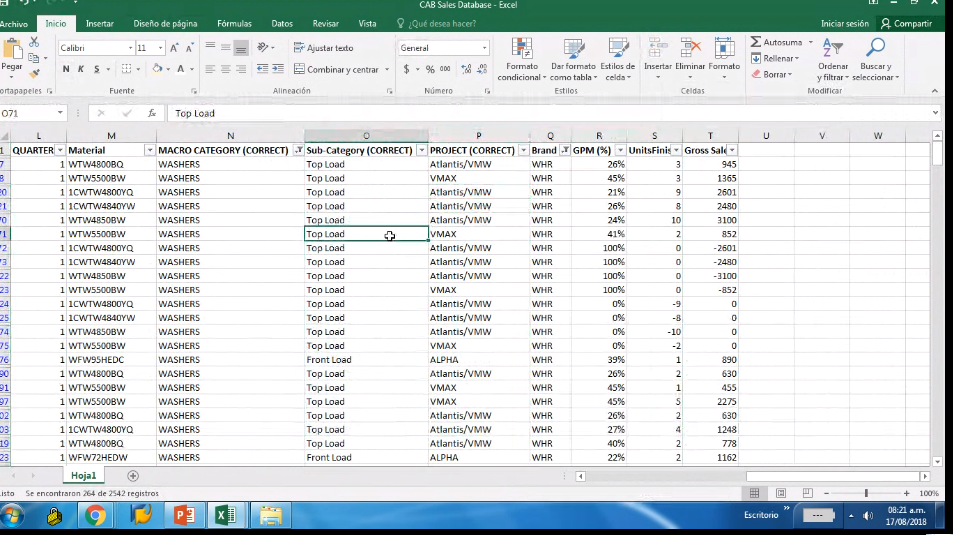 CAB Sales Database - Excel
Archivo Inicio Insertar Diseño de página Fórmulas Datos Revisar Vista ¿Qué desea hacer? Iniciar sesión Compartir
Calibri 11 Ajustar texto General Autosuma
Pegar N K S Combinar y centrar $ % 000 Formato condicional Dar formato como tabla Estilos de celda Insertar Eliminar Formato Rellenar Borrar Ordenar y filtrar Buscar y seleccionar
Portapapeles Fuente Alineación Número Estilos Celdas Modificar
O71 fx Top Load
L M N O P Q R S T U V W
1 QUARTER Material MACRO CATEGORY (CORRECT) Sub-Category (CORRECT) PROJECT (CORRECT) Brand GPM (%) UnitsFinis Gross Sale
7 1 WTW4800BQ WASHERS Top Load Atlantis/VMW WHR 26% 3 945
8 1 WTW5500BW WASHERS Top Load VMAX WHR 45% 3 1365
20 1 1CWTW4800YQ WASHERS Top Load Atlantis/VMW WHR 21% 9 2601
21 1 1CWTW4840YW WASHERS Top Load Atlantis/VMW WHR 26% 8 2480
70 1 WTW4850BW WASHERS Top Load Atlantis/VMW WHR 24% 10 3100
71 1 WTW5500BW WASHERS Top Load VMAX WHR 41% 2 852
72 1 1CWTW4800YQ WASHERS Top Load Atlantis/VMW WHR 100% 0 -2601
73 1 1CWTW4840YW WASHERS Top Load Atlantis/VMW WHR 100% 0 -2480
22 1 WTW4850BW WASHERS Top Load Atlantis/VMW WHR 100% 0 -3100
23 1 WTW5500BW WASHERS Top Load VMAX WHR 100% 0 -852
24 1 1CWTW4800YQ WASHERS Top Load Atlantis/VMW WHR 0% -9 0
25 1 1CWTW4840YW WASHERS Top Load Atlantis/VMW WHR 0% -8 0
74 1 WTW4850BW WASHERS Top Load Atlantis/VMW WHR 0% -10 0
75 1 WTW5500BW WASHERS Top Load VMAX WHR 0% -2 0
76 1 WFW95HEDC WASHERS Front Load ALPHA WHR 39% 1 890
90 1 WTW4800BQ WASHERS Top Load Atlantis/VMW WHR 26% 2 630
91 1 WTW5500BW WASHERS Top Load VMAX WHR 45% 1 455
97 1 WTW5500BW WASHERS Top Load VMAX WHR 45% 5 2275
02 1 WTW4800BQ WASHERS Top Load Atlantis/VMW WHR 26% 2 630
03 1 1CWTW4800YQ WASHERS Top Load Atlantis/VMW WHR 27% 4 1248
19 1 WTW4800BQ WASHERS Top Load Atlantis/VMW WHR 40% 2 778
23 1 WFW72HEDW WASHERS Front Load ALPHA WHR 22% 2 1162
Hoja1
Listo Se encontraron 264 de 2542 registros 100%
Escritorio 08:21 a.m.
17/08/2018